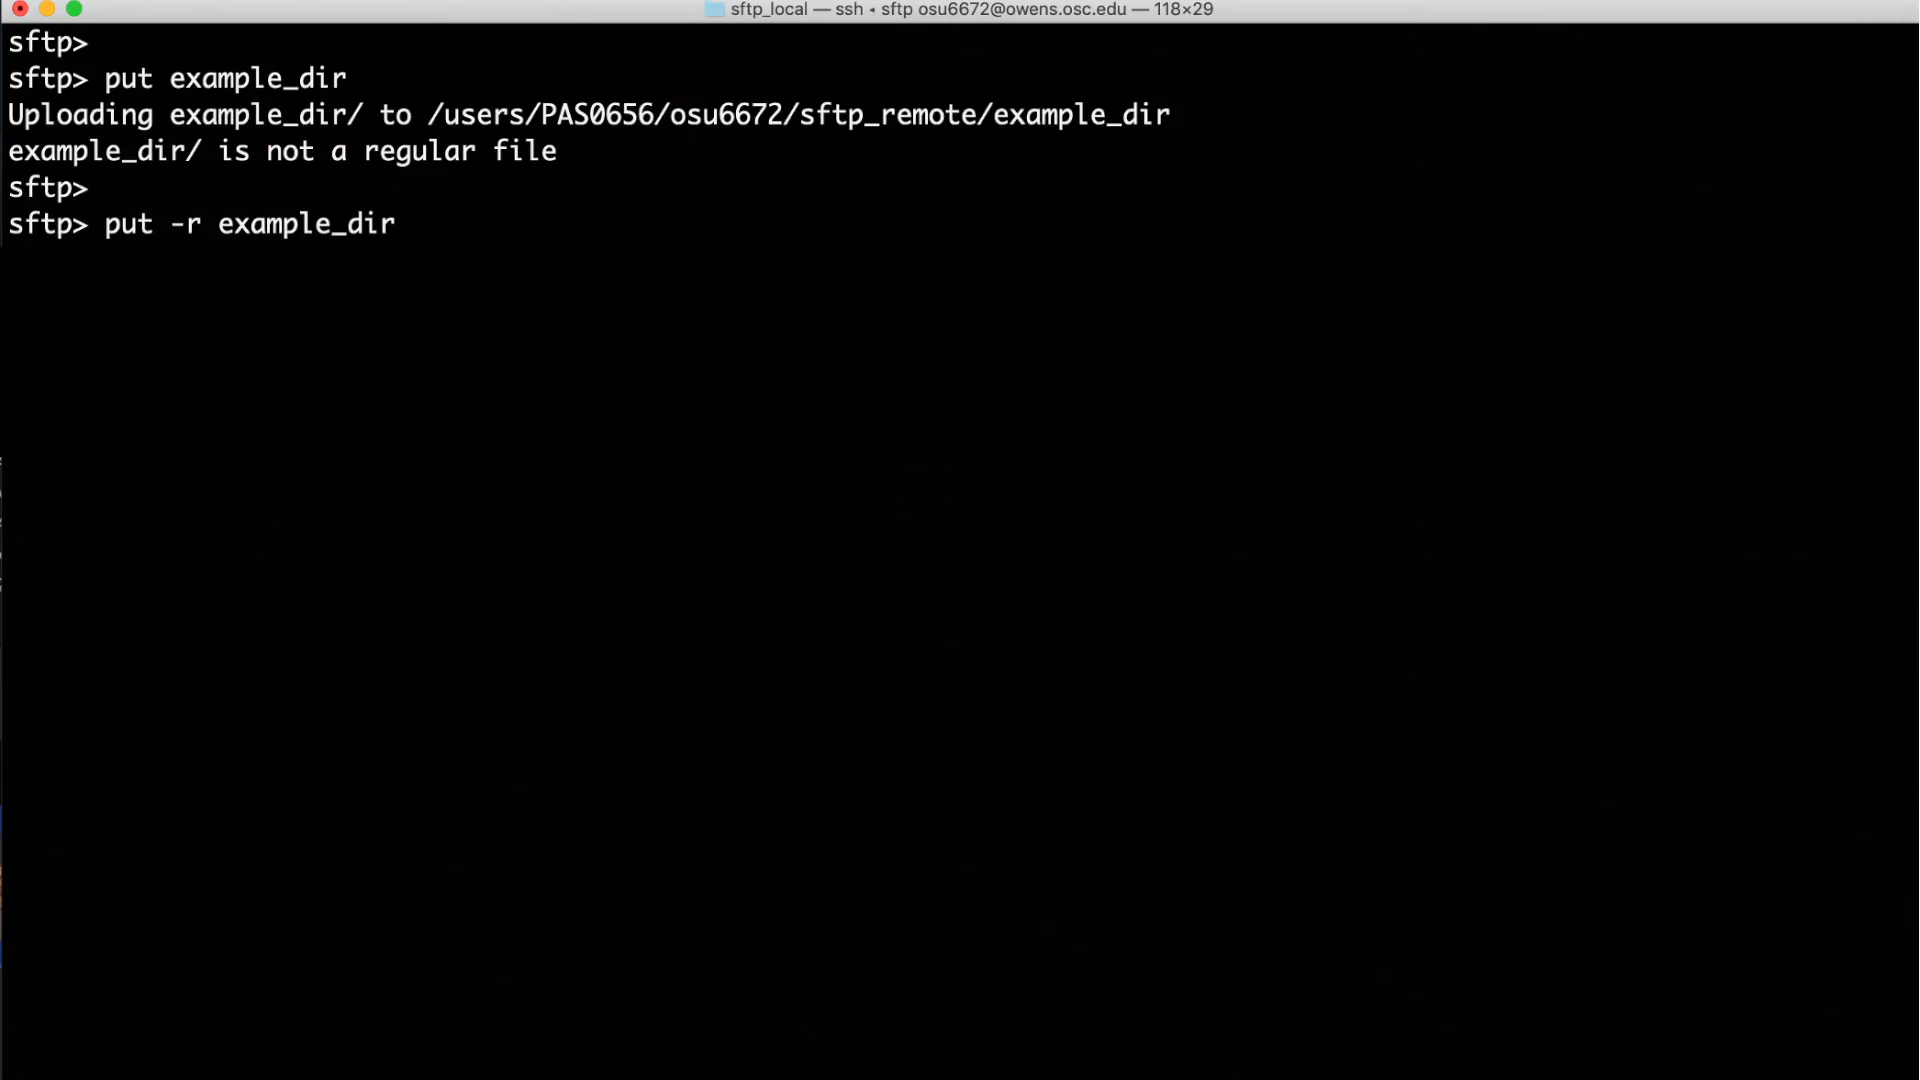 sftp_local — ssh ◂ sftp osu6672@owens.osc.edu — 118×29
sftp>
sftp> put example_dir
Uploading example_dir/ to /users/PAS0656/osu6672/sftp_remote/example_dir
example_dir/ is not a regular file
sftp>
sftp> put -r example_dir